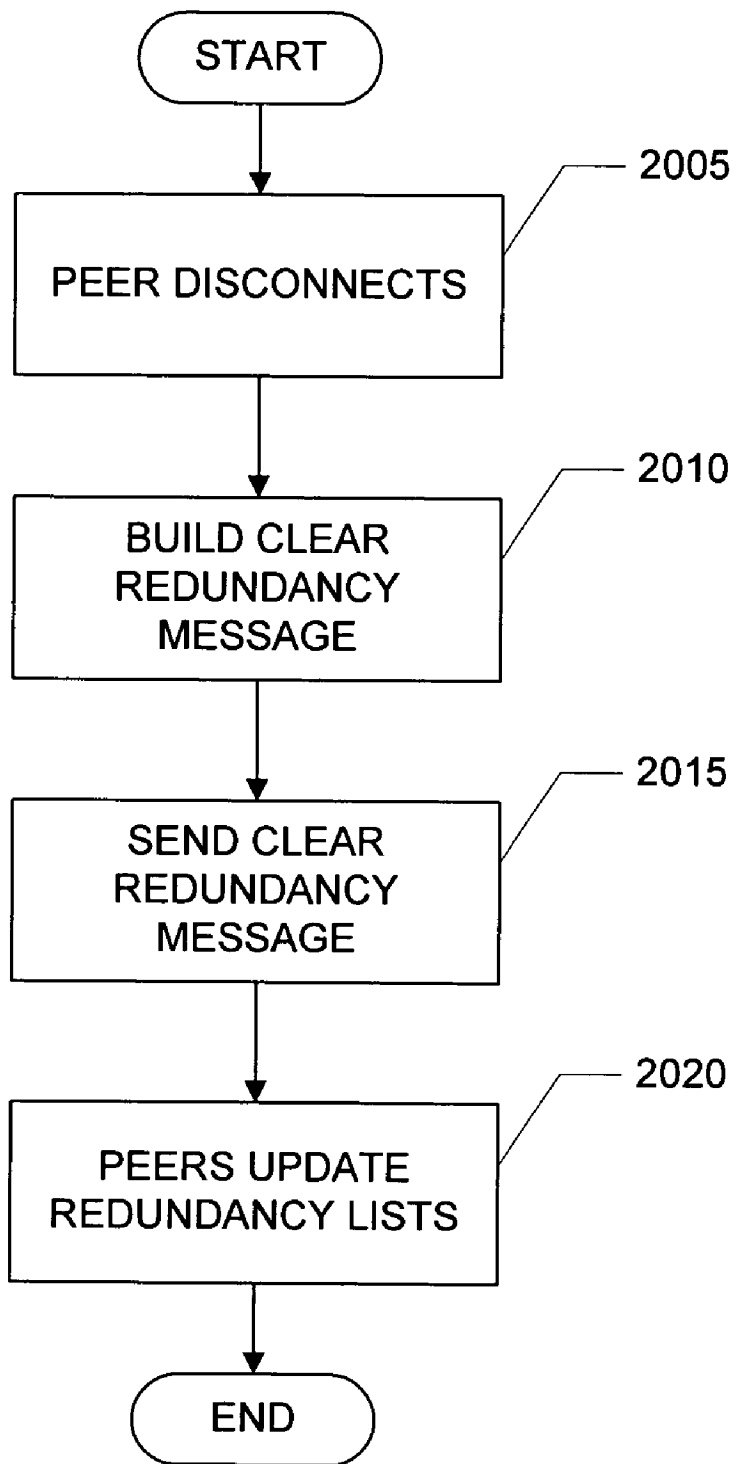 START
2005
PEER DISCONNECTS
2010
BUILD CLEAR
REDUNDANCY
MESSAGE
2015
SEND CLEAR
REDUNDANCY
MESSAGE
2020
PEERS UPDATE
REDUNDANCY LISTS
END